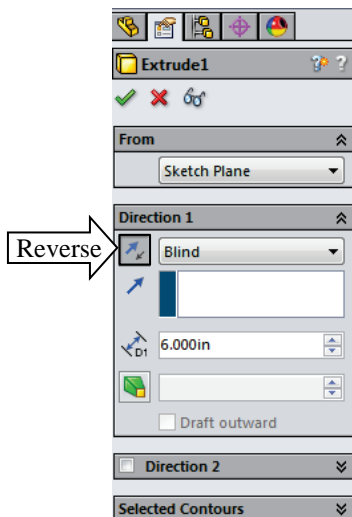 Extrude1
?
From
Sketch Plane
Direction 1
Reverse
Blind
D1
6.000in
Draft outward
Direction 2
Selected Contours